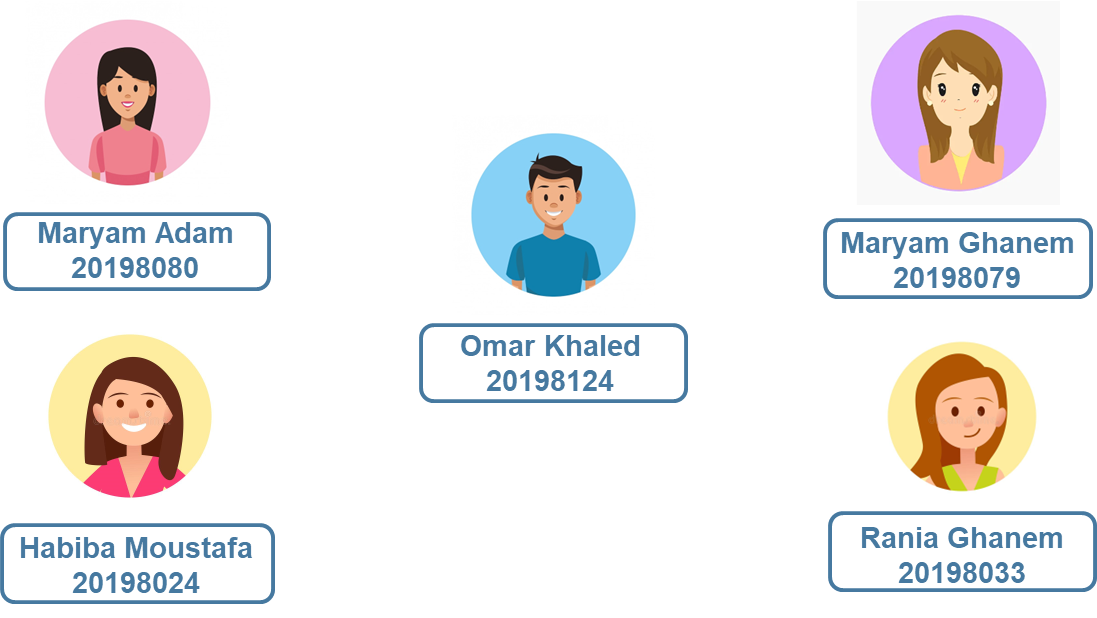 Maryam Adam
20198080
Maryam Ghanem
20198079
Omar Khaled
20198124
Habiba Moustafa
20198024
Rania Ghanem
20198033